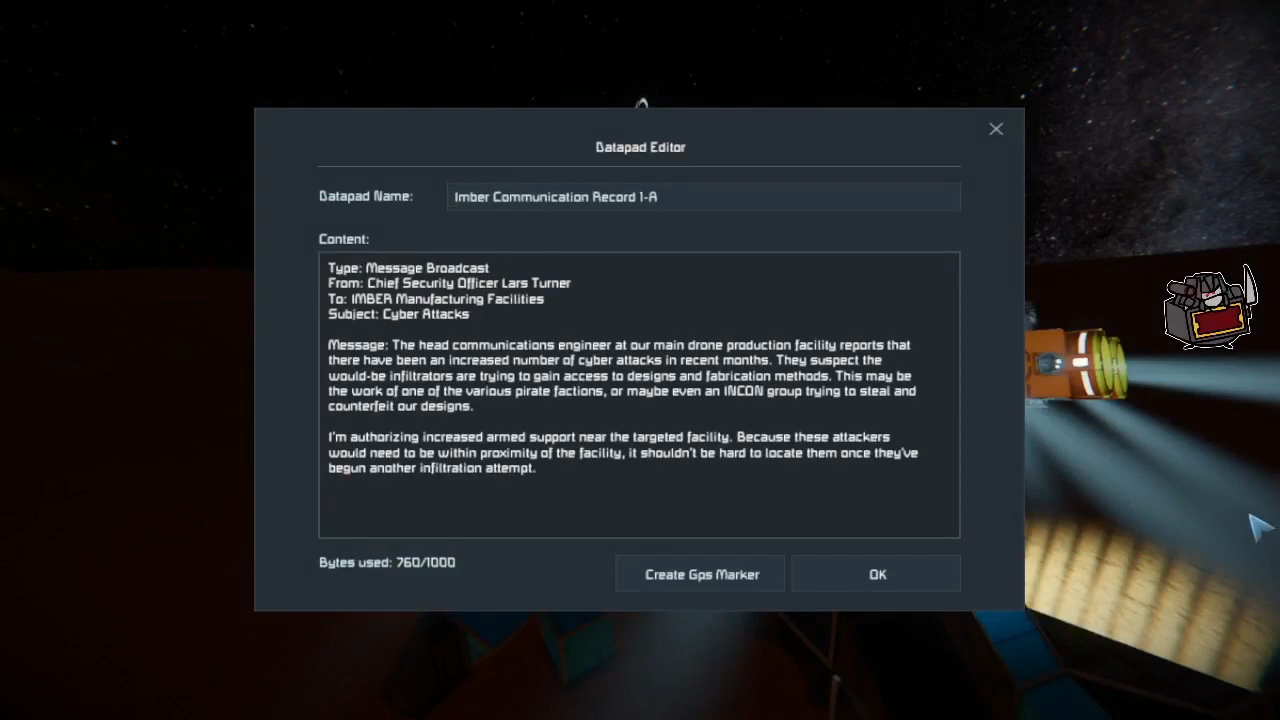 Datapad Editor
Datapad Name:
Imber Communication Record 1-A
Content:
Type: Message Broadcast
From: Chief Security Officer Lars Turner
To: IMBER Manufacturing Facilities
Subject: Cyber Attacks
Message: The head communications engineer at our main drone production facility reports that
there have been an increased number of cyber attacks in recent months. They suspect the
would-be infiltrators are trying to gain access to designs and fabrication methods. This may be
the work of one of the various pirate factions, or maybe even an INCON group trying to steal and
counterfeit our designs.
I'm authorizing increased armed support near the targeted facility. Because these attackers
would need to be within proximity of the facility, it shouldn't be hard to locate them once they've
begun another infiltration attempt.
Bytes used: 760/1000
Create Gps Marker
OK